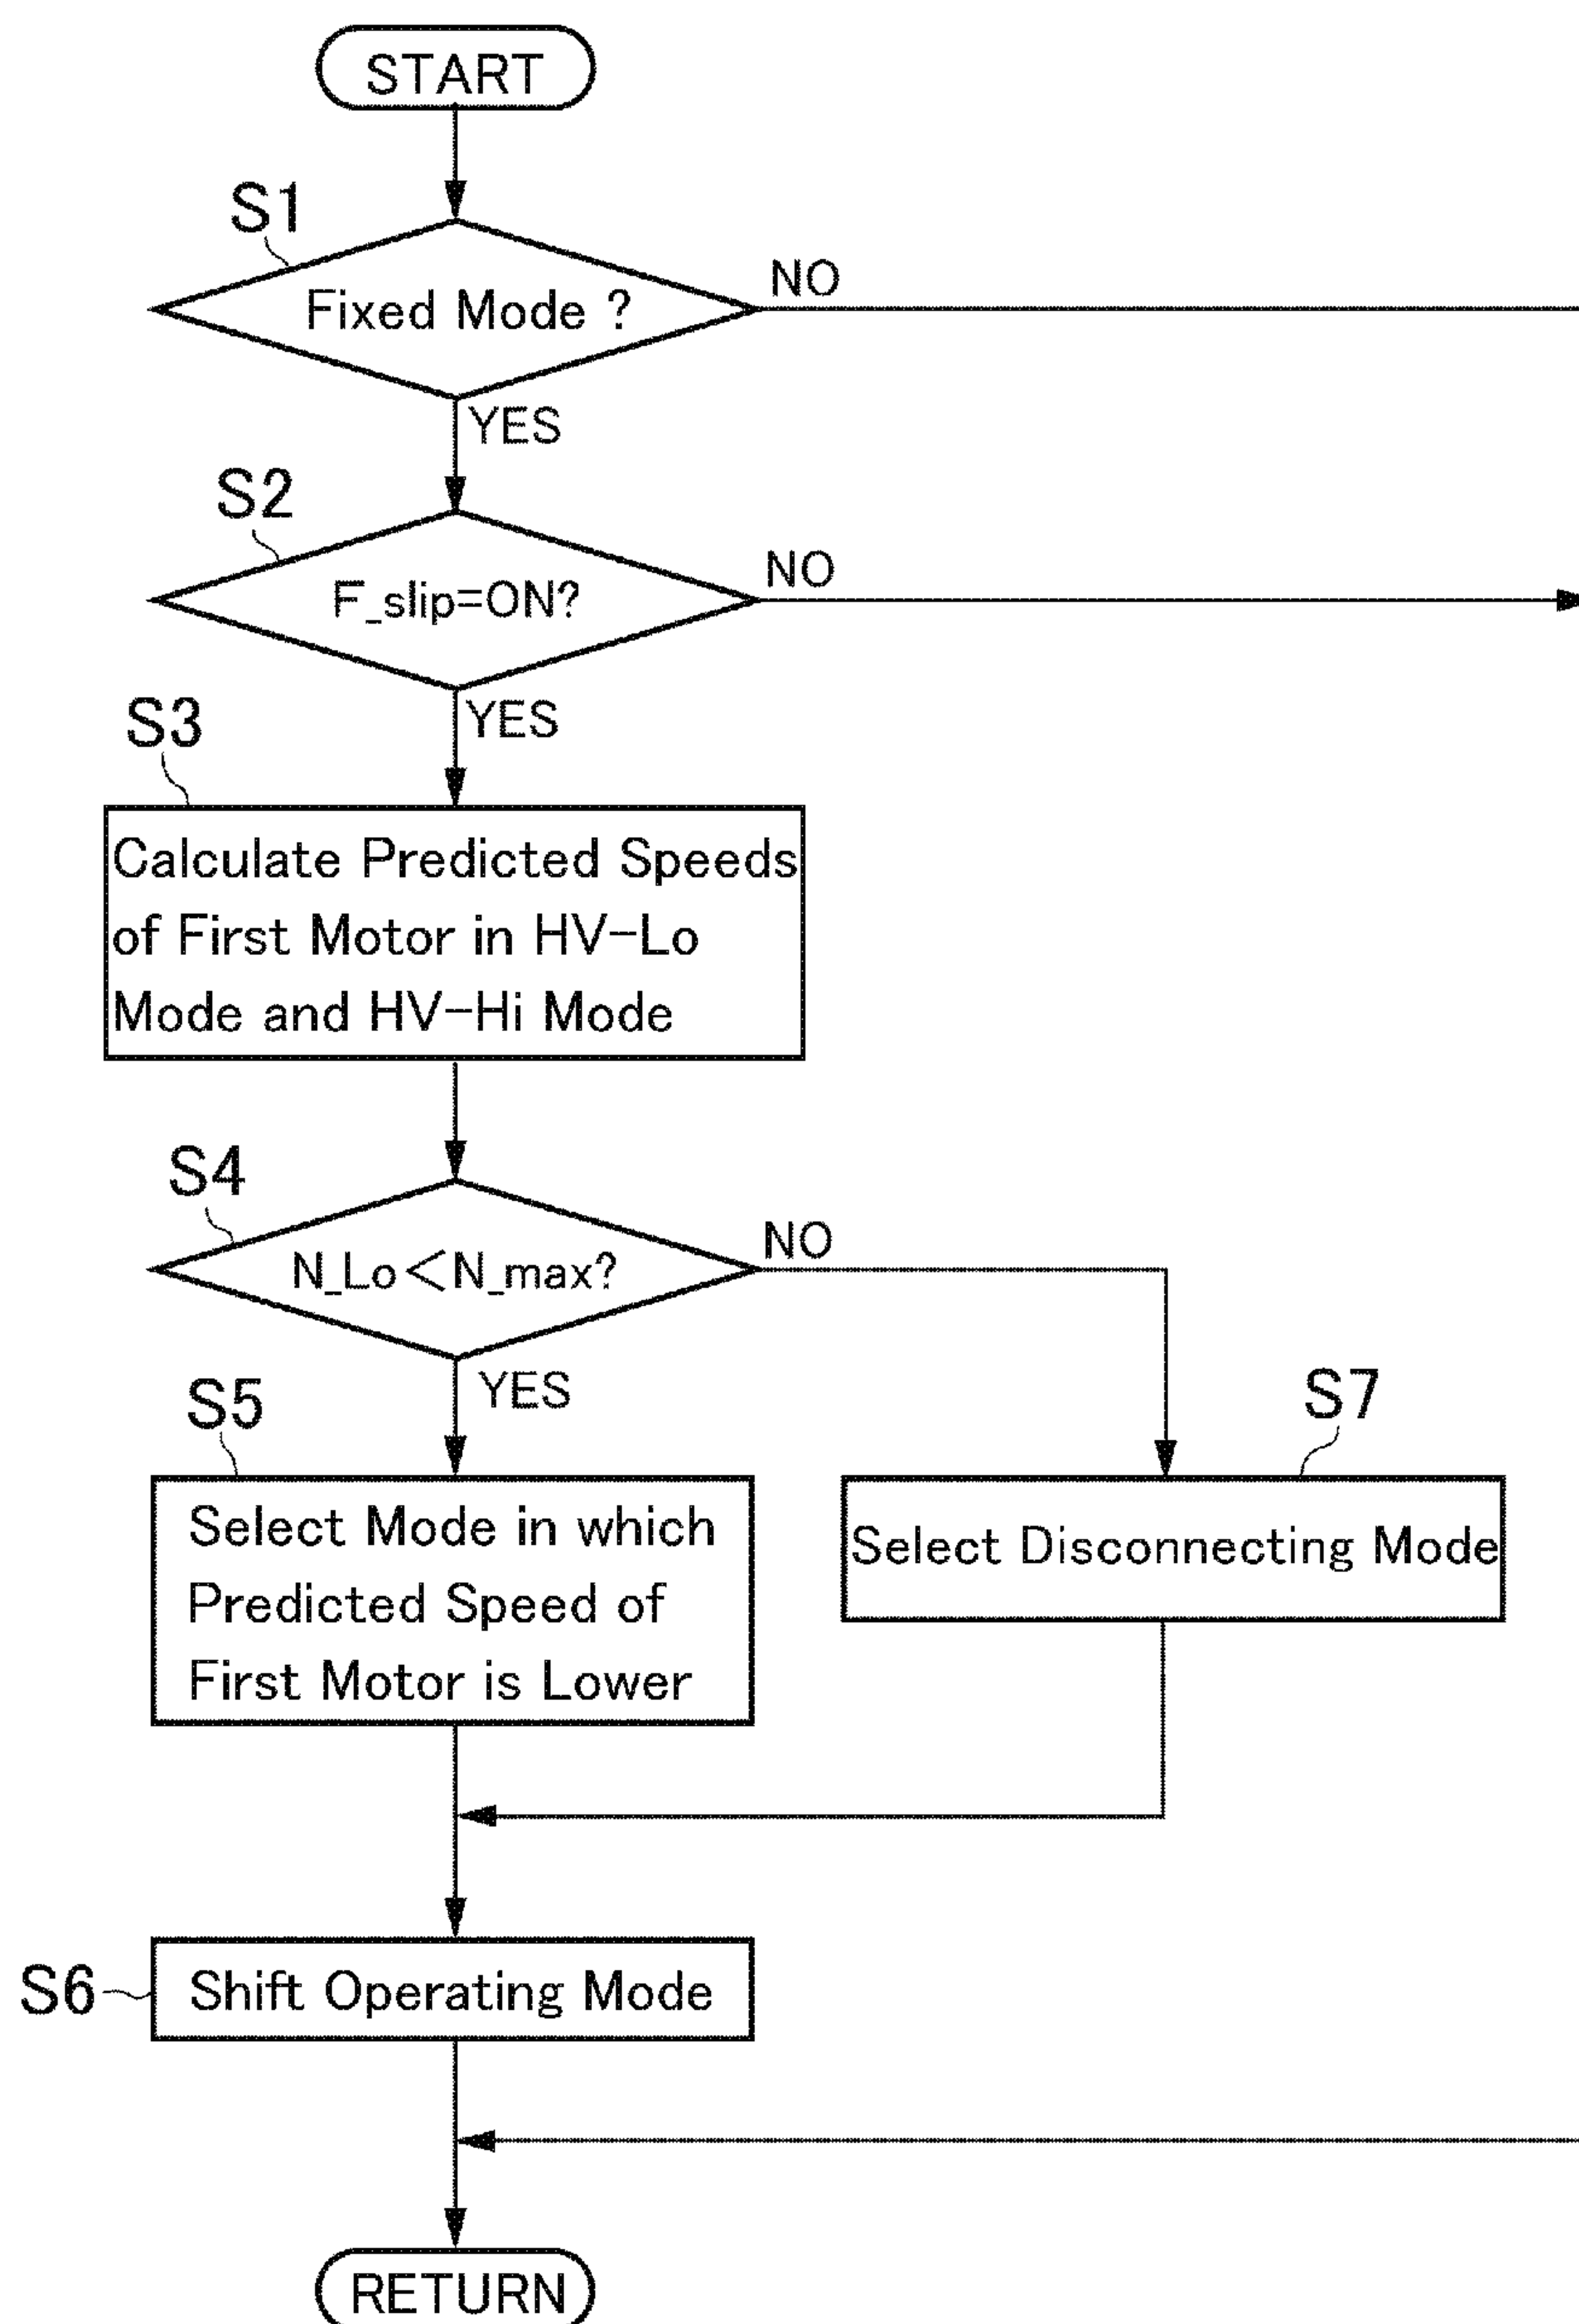 START
S1
Fixed Mode ?
NO
YES
S2
F_slip=ON?
NO
YES
S3
Calculate Predicted Speeds
of First Motor in HV-Lo
Mode and HV-Hi Mode
S4
N_Lo<N_max?
NO
YES
S5
Select Mode in which
Predicted Speed of
First Motor is Lower
S7
Select Disconnecting Mode
S6
Shift Operating Mode
RETURN